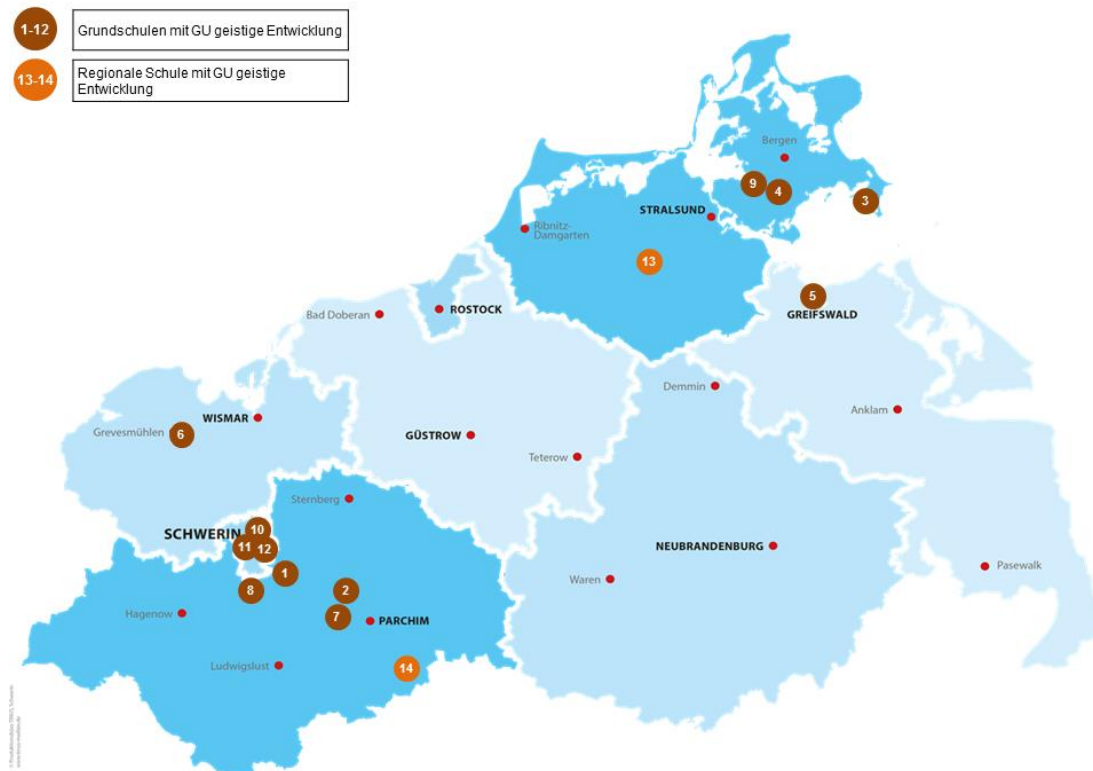 1-12
Grundschulen mit GU geistige Entwicklung
13-14
Regionale Schule mit GU geistige
Entwicklung
Bergen
9
4
3
STRALSUND
Ribnitz-
Damgarten
13
5
GREIFSWALD
Bad Doberan
ROSTOCK
Demmin
Anklam
WISMAR
Grevesmühlen
6
GÜSTROW
Teterow
Sternberg
SCHWERIN
10
11
12
NEUBRANDENBURG
1
Waren
Pasewalk
8
2
Hagenow
7
PARCHIM
Ludwigslust
14